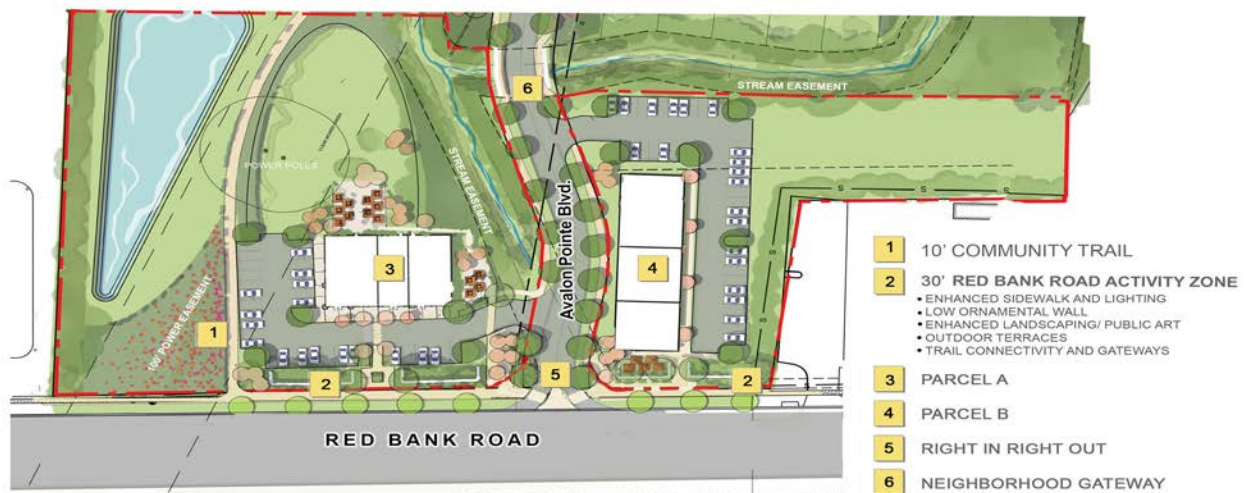 6
STREAM EASEMENT
POWER POLES
STREAM EASEMENT
Avalon Pointe Blvd.
3
4
100' POWER EASEMENT
1
2
5
2
RED BANK ROAD
S
S
S
S
S
S
S
1 10' COMMUNITY TRAIL
2 30' RED BANK ROAD ACTIVITY ZONE
• ENHANCED SIDEWALK AND LIGHTING
• LOW ORNAMENTAL WALL
• ENHANCED LANDSCAPING/ PUBLIC ART
• OUTDOOR TERRACES
• TRAIL CONNECTIVITY AND GATEWAYS
3 PARCEL A
4 PARCEL B
5 RIGHT IN RIGHT OUT
6 NEIGHBORHOOD GATEWAY